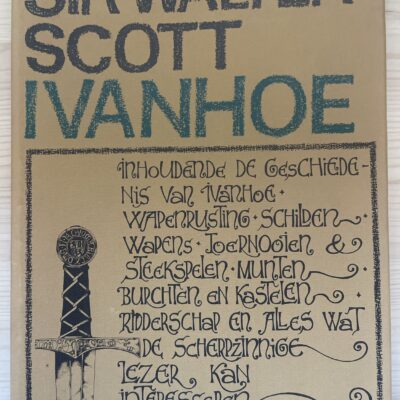 SIR WALTER
SCOTT
IVANHOE
INHOUDENDE DE GESCHIEDE-
NIS VAN IVANHOE·
WAPENRUSTING·SCHILDEN·
WAPENS·TOERNOOIEN &
STEEKSPELEN·MUNTEN·
BURCHTEN EN KASTELEN·
RIDDERSCHAP EN ALLES WAT
DE SCHERPZINNIGE
LEZER KAN
INTERESSEREN